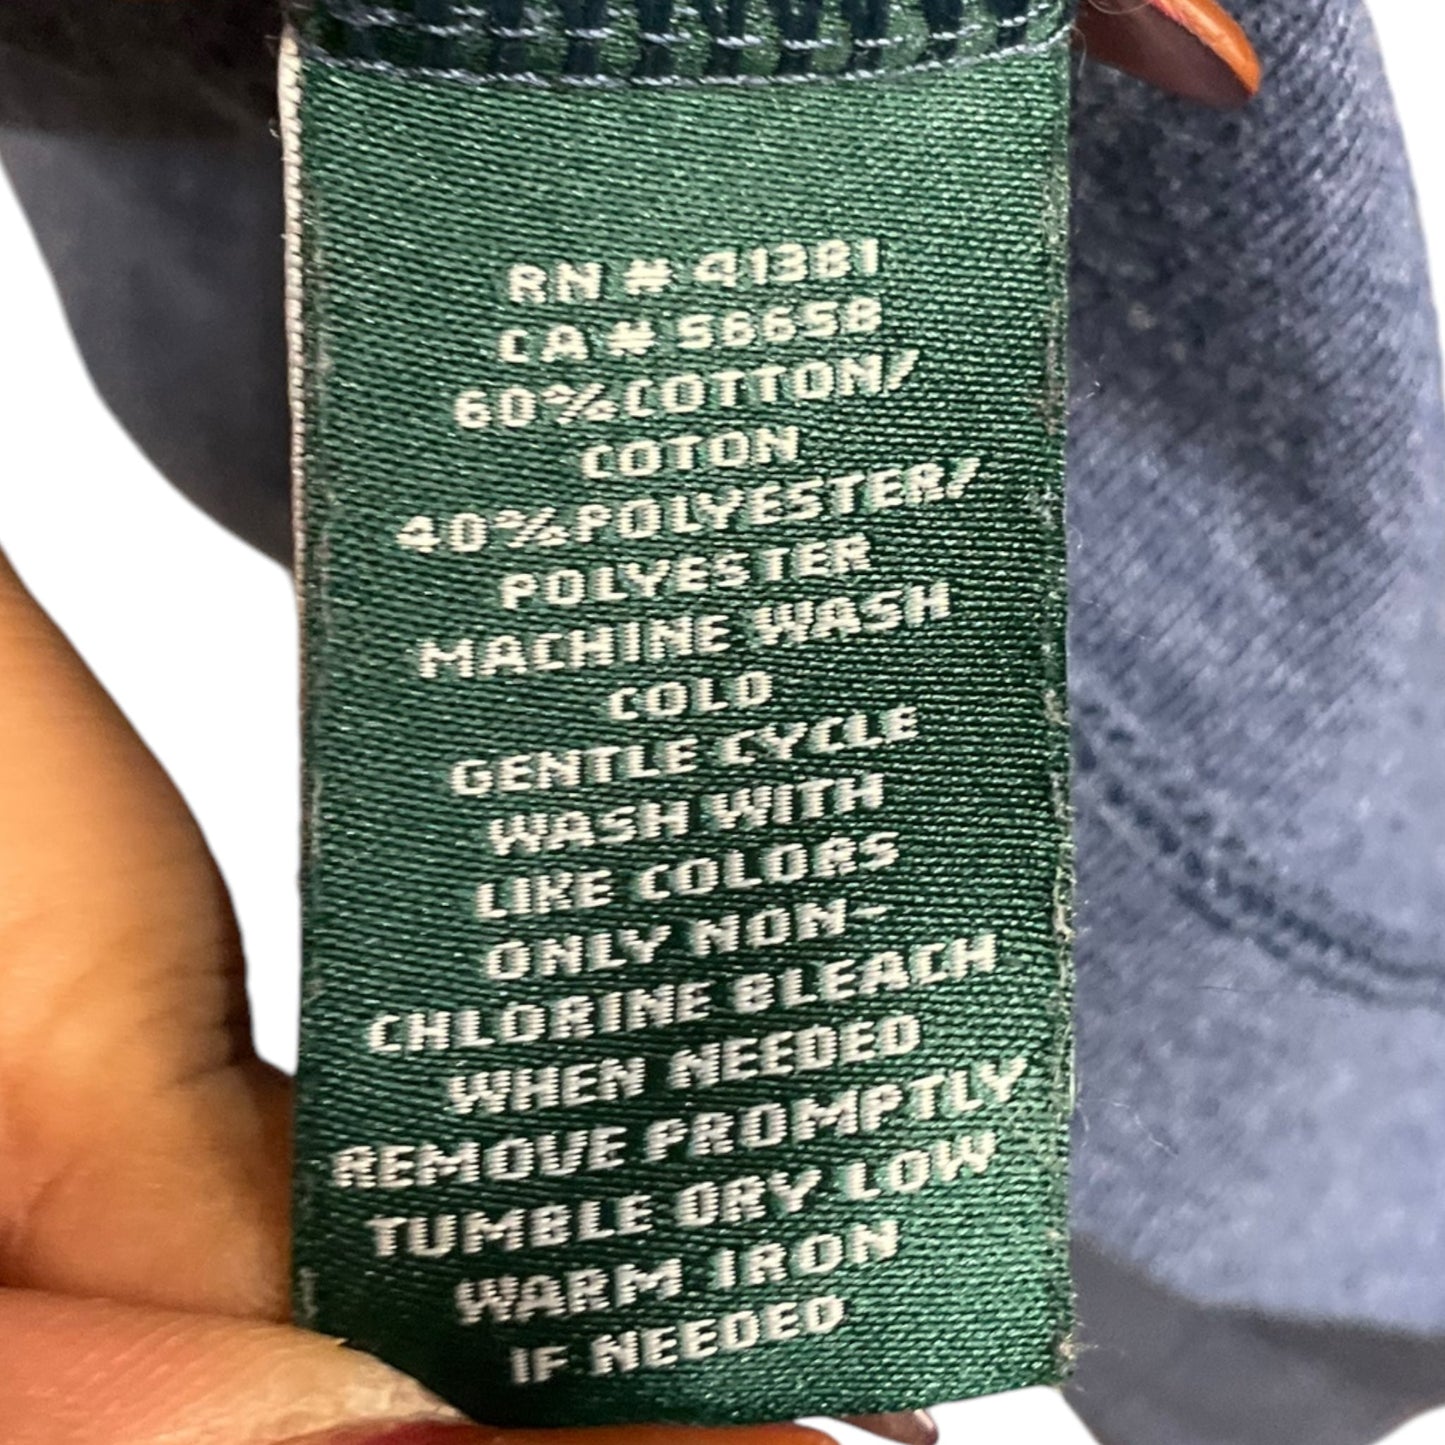 RN # 41381
CA # 56658
60% COTTON/
COTON
40% POLYESTER/
POLYESTER
MACHINE WASH
COLD
GENTLE CYCLE
WASH WITH
LIKE COLORS
ONLY NON-
CHLORINE BLEACH
WHEN NEEDED
REMOVE PROMPTLY
TUMBLE DRY LOW
WARM IRON
IF NEEDED